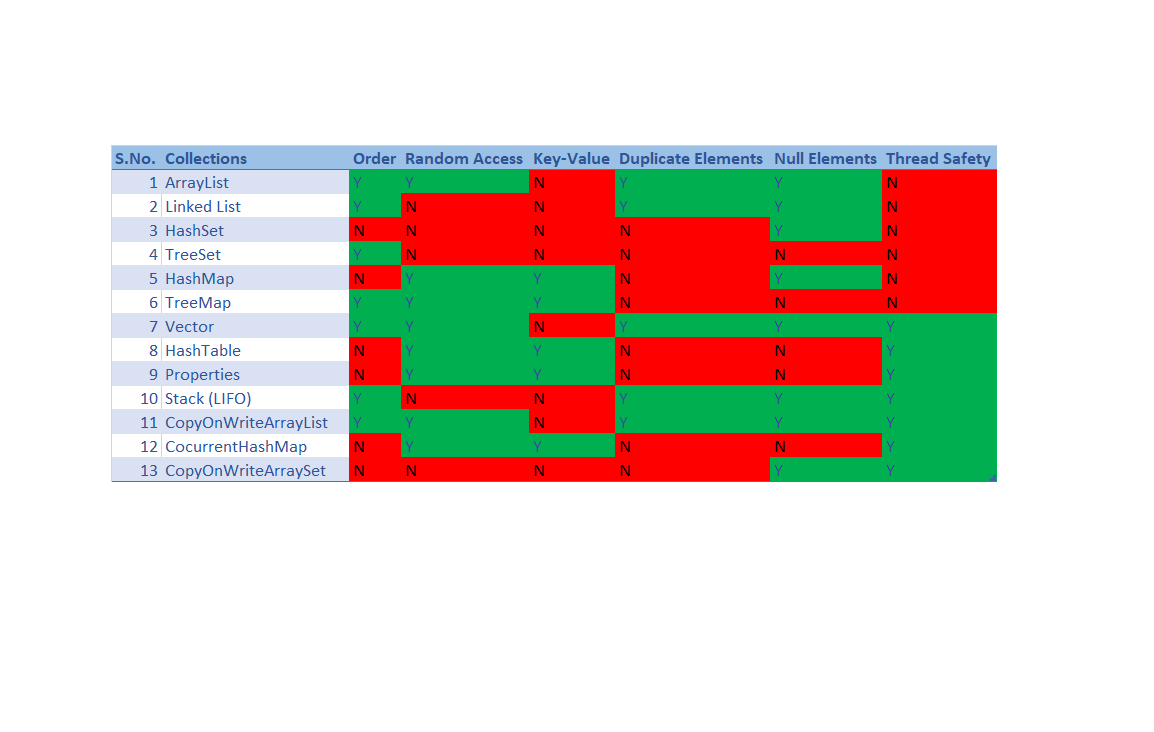 S.No. Collections Order Random Access Key-Value Duplicate Elements Null Elements Thread Safety
1 ArrayList Y Y N Y Y N
2 Linked List Y N N Y Y N
3 HashSet N N N N Y N
4 TreeSet Y N N N N N
5 HashMap N Y Y N Y N
6 TreeMap Y Y Y N N N
7 Vector Y Y N Y Y Y
8 HashTable N Y Y N N Y
9 Properties N Y Y N N Y
10 Stack (LIFO) Y N N Y Y Y
11 CopyOnWriteArrayList Y Y N Y Y Y
12 CocurrentHashMap N Y Y N N Y
13 CopyOnWriteArraySet N N N N Y Y